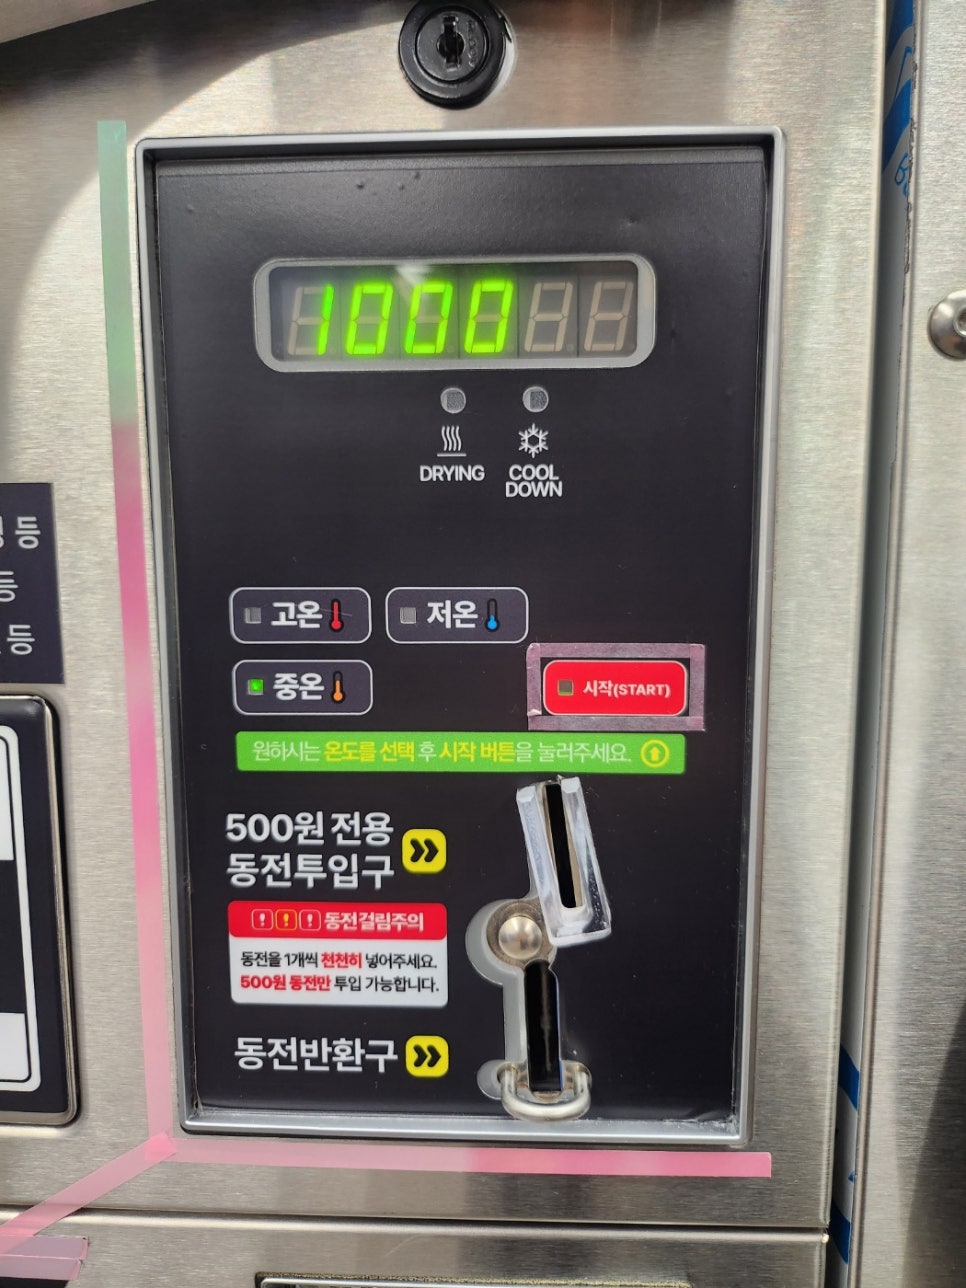 1000
DRYING
COOL
DOWN
등
등
등
고온
저온
중온
시작(START)
원하시는 온도를 선택 후 시작 버튼을 눌러주세요.
500원 전용
동전투입구
동전걸림주의
동전을 1개씩 천천히 넣어주세요.
500원 동전만 투입 가능합니다.
동전반환구